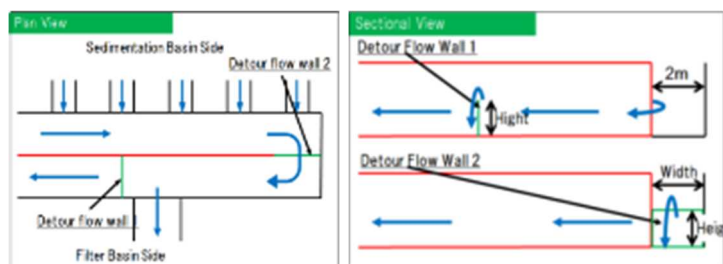 Plan View
Sedimentation Basin Side
Detour flow wall 2
Detour flow wall 1
Filter Basin Side
Sectional View
Detour Flow Wall 1
2m
Hight
Detour Flow Wall 2
Width
Heig